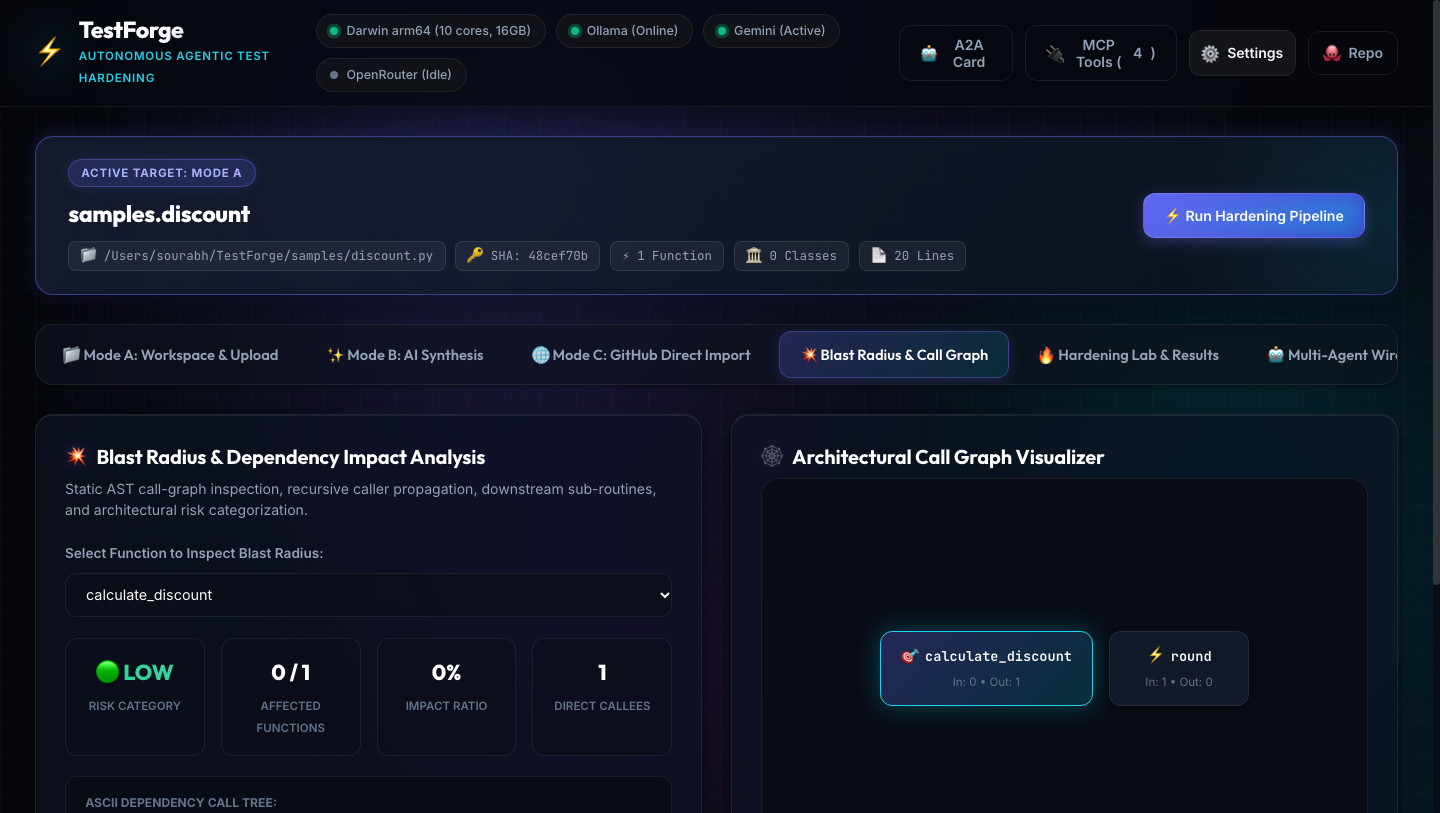 TestForge
AUTONOMOUS AGENTIC TEST
HARDENING
Darwin arm64 (10 cores, 16GB)
Ollama (Online)
Gemini (Active)
OpenRouter (Idle)
A2A
Card
MCP
Tools ( 4 )
Settings
Repo
ACTIVE TARGET: MODE A
samples.discount
/Users/sourabh/TestForge/samples/discount.py
SHA: 48cef70b
⚡ 1 Function
0 Classes
20 Lines
⚡ Run Hardening Pipeline
Mode A: Workspace & Upload
Mode B: AI Synthesis
Mode C: GitHub Direct Import
Blast Radius & Call Graph
Hardening Lab & Results
Multi-Agent Wir
Blast Radius & Dependency Impact Analysis
Static AST call-graph inspection, recursive caller propagation, downstream sub-routines,
and architectural risk categorization.
Select Function to Inspect Blast Radius:
calculate_discount
LOW
RISK CATEGORY
0 / 1
AFFECTED
FUNCTIONS
0%
IMPACT RATIO
1
DIRECT CALLEES
ASCII DEPENDENCY CALL TREE:
Architectural Call Graph Visualizer
calculate_discount
In: 0 • Out: 1
round
In: 1 • Out: 0